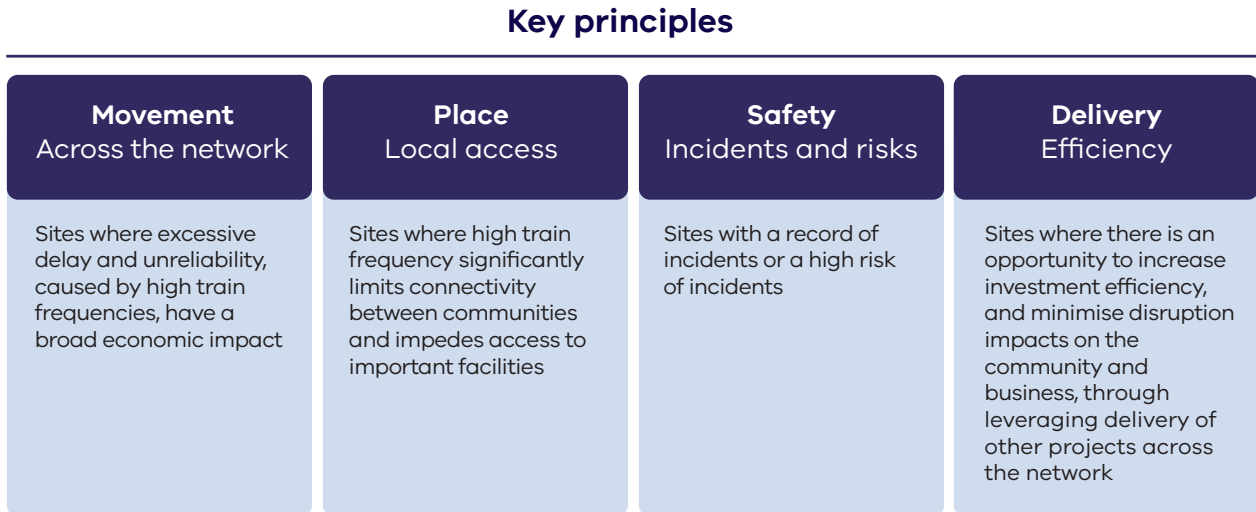 Key principles
Movement
Across the network
Sites where excessive
delay and unreliability,
caused by high train
frequencies, have a
broad economic impact
Place
Local access
Sites where high train
frequency significantly
limits connectivity
between communities
and impedes access to
important facilities
Safety
Incidents and risks
Sites with a record of
incidents or a high risk
of incidents
Delivery
Efficiency
Sites where there is an
opportunity to increase
investment efficiency,
and minimise disruption
impacts on the
community and
business, through
leveraging delivery of
other projects across
the network